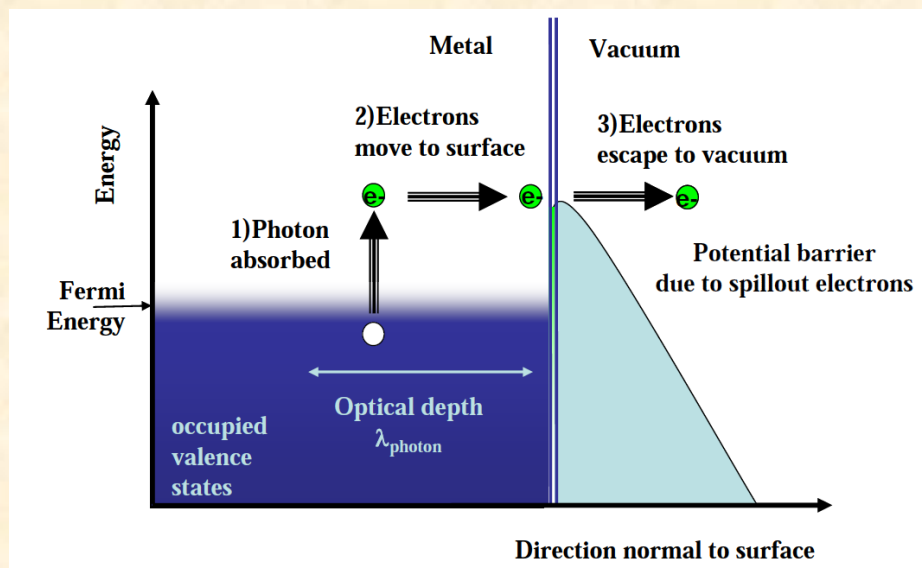 Metal
Vacuum
Energy
2)Electrons
move to surface
3)Electrons
escape to vacuum
e-
e-
e-
1)Photon
absorbed
Potential barrier
due to spillout electrons
Fermi
Energy
Optical depth
λphoton
occupied
valence
states
Direction normal to surface